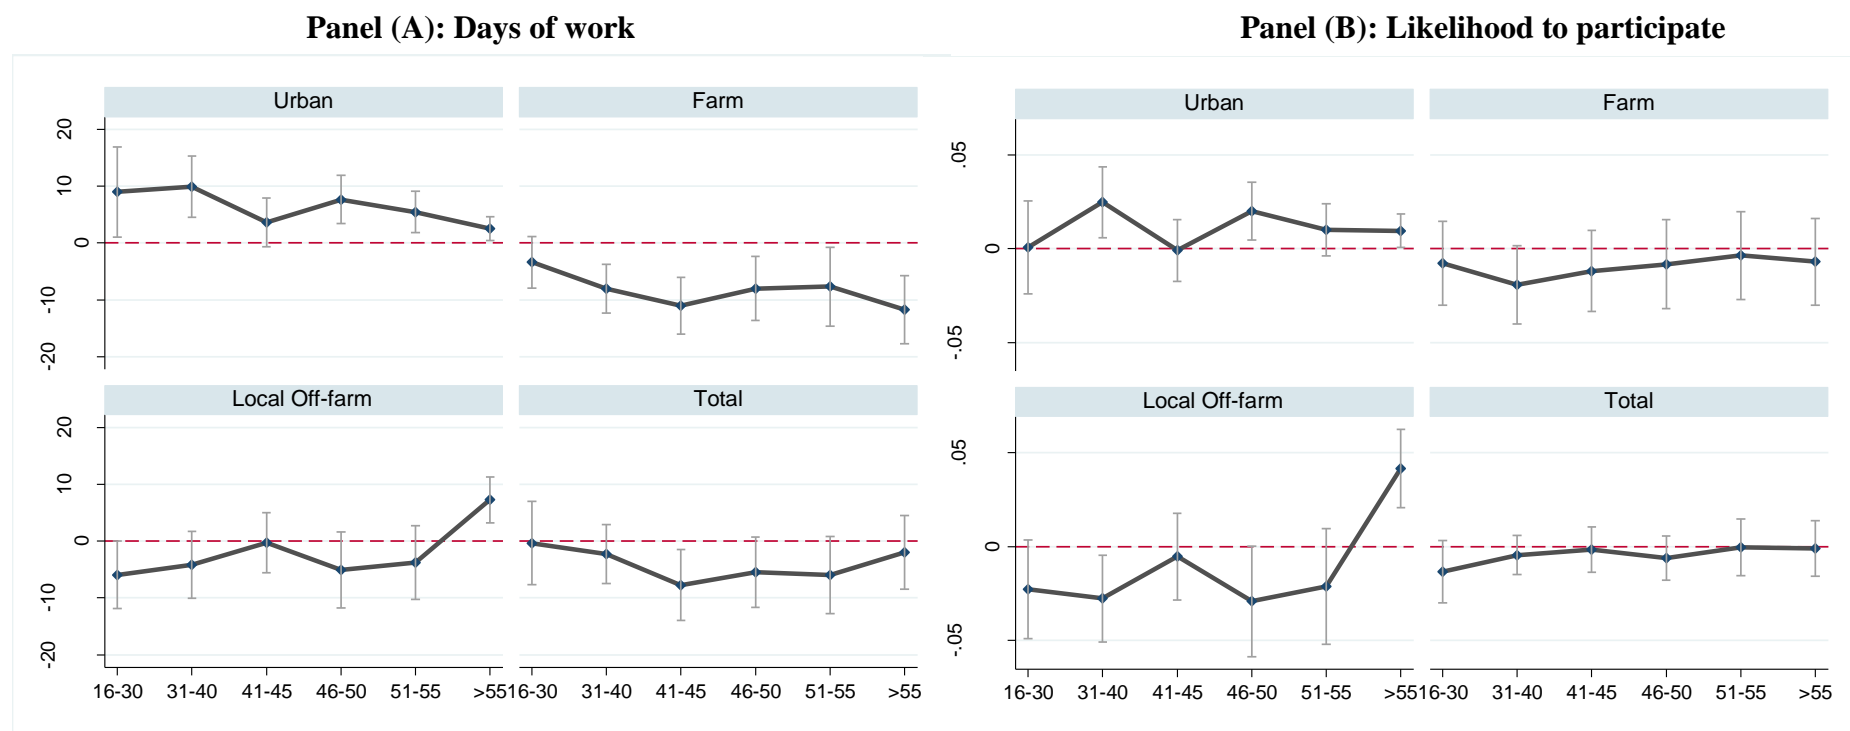 Panel (A): Days of work
Urban
Farm
20
10
0
-10
-20
Local Off-farm
Total
20
10
0
-10
-20
16-30 31-40 41-45 46-50 51-55 >55 16-30 31-40 41-45 46-50 51-55 >55
Panel (B): Likelihood to participate
Urban
Farm
.05
0
-.05
Local Off-farm
Total
.05
0
-.05
16-30 31-40 41-45 46-50 51-55 >55 16-30 31-40 41-45 46-50 51-55 >55